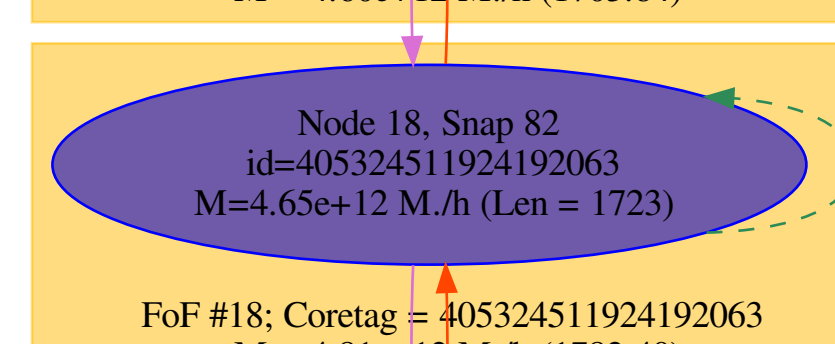 Node 18, Snap 82
id=405324511924192063
M=4.65e+12 M./h (Len = 1723)
FoF #18; Coretag = 405324511924192063